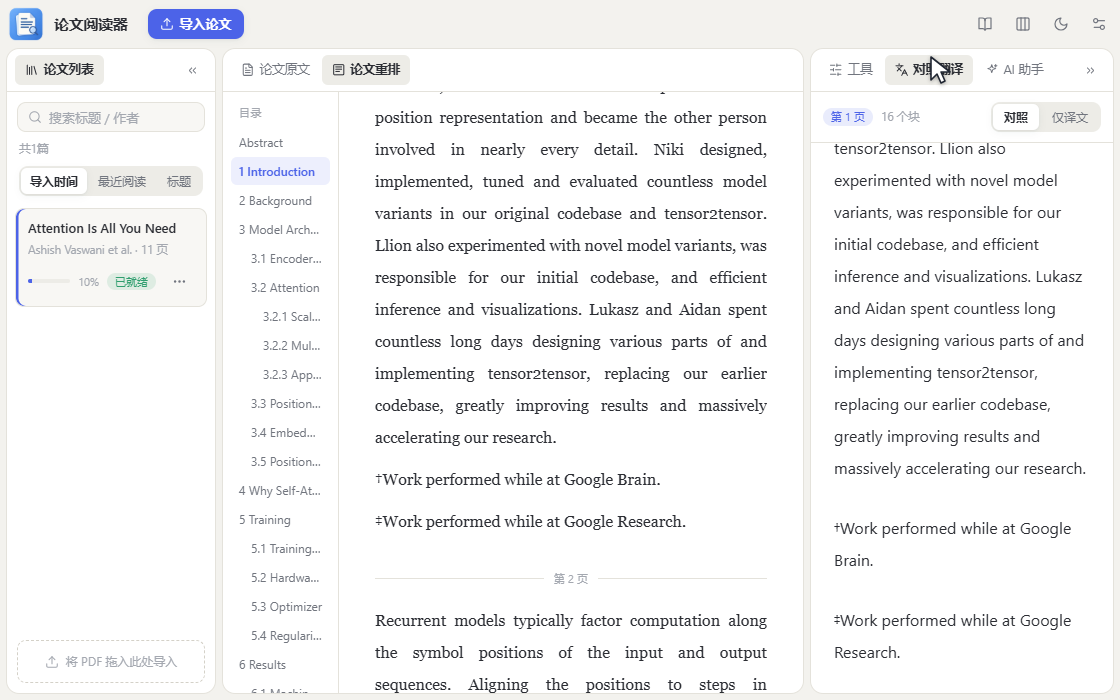 论文阅读器
导入论文
论文列表
搜索标题 / 作者
共1篇
导入时间 最近阅读 标题
Attention Is All You Need
Ashish Vaswani et al. · 11 页
10% 已就绪
将 PDF 拖入此处导入
论文原文 论文重排
目录
Abstract
1 Introduction
2 Background
3 Model Arch...
3.1 Encoder...
3.2 Attention
3.2.1 Scal...
3.2.2 Mul...
3.2.3 App...
3.3 Position...
3.4 Embed...
3.5 Position...
4 Why Self-At...
5 Training
5.1 Training...
5.2 Hardwa...
5.3 Optimizer
5.4 Regulari...
6 Results
position representation and became the other person
involved in nearly every detail. Niki designed,
implemented, tuned and evaluated countless model
variants in our original codebase and tensor2tensor.
Llion also experimented with novel model variants, was
responsible for our initial codebase, and efficient
inference and visualizations. Lukasz and Aidan spent
countless long days designing various parts of and
implementing tensor2tensor, replacing our earlier
codebase, greatly improving results and massively
accelerating our research.
†Work performed while at Google Brain.
‡Work performed while at Google Research.
第 2 页
Recurrent models typically factor computation along
the symbol positions of the input and output
sequences. Aligning the positions to steps in
工具 AI 助手
第 1 页 16 个块 对照 仅译文
tensor2tensor. Llion also
experimented with novel model
variants, was responsible for our
initial codebase, and efficient
inference and visualizations. Lukasz
and Aidan spent countless long
days designing various parts of and
implementing tensor2tensor,
replacing our earlier codebase,
greatly improving results and
massively accelerating our research.
†Work performed while at Google
Brain.
‡Work performed while at Google
Research.